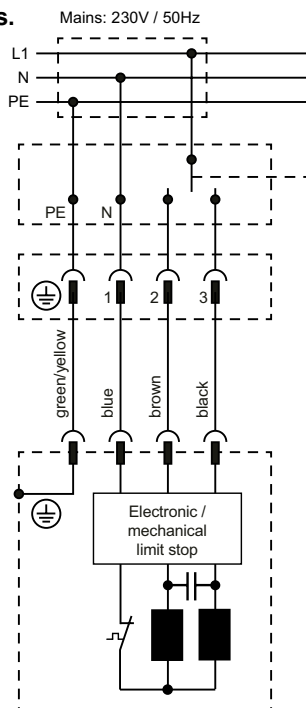 s.
Mains: 230V / 50Hz
L1
N
PE
PE N
1 2 3
green/yellow
blue
brown
black
Electronic /
mechanical
limit stop